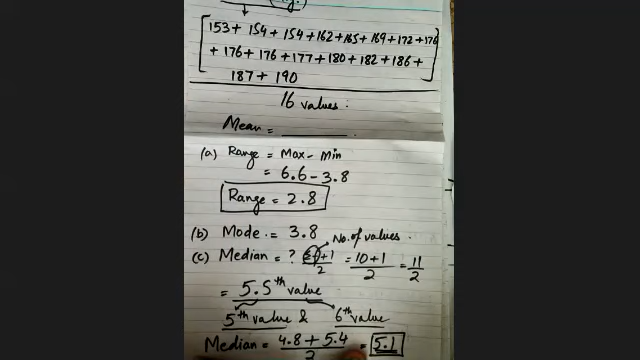 153 + 154 + 154 + 162 + 165 + 169 + 172 + 176
+ 176 + 176 + 177 + 180 + 182 + 186 +
187 + 190
16 values.
Mean = ________
(a) Range = Max - Min
= 6.6 - 3.8
Range = 2.8
(b) Mode = 3.8
No. of values.
(c) Median = ? +1/2 = 10+1/2 = 11/2
= 5.5th value
5th value & 6th value
Median = 4.8 + 5.4/2 = 5.1